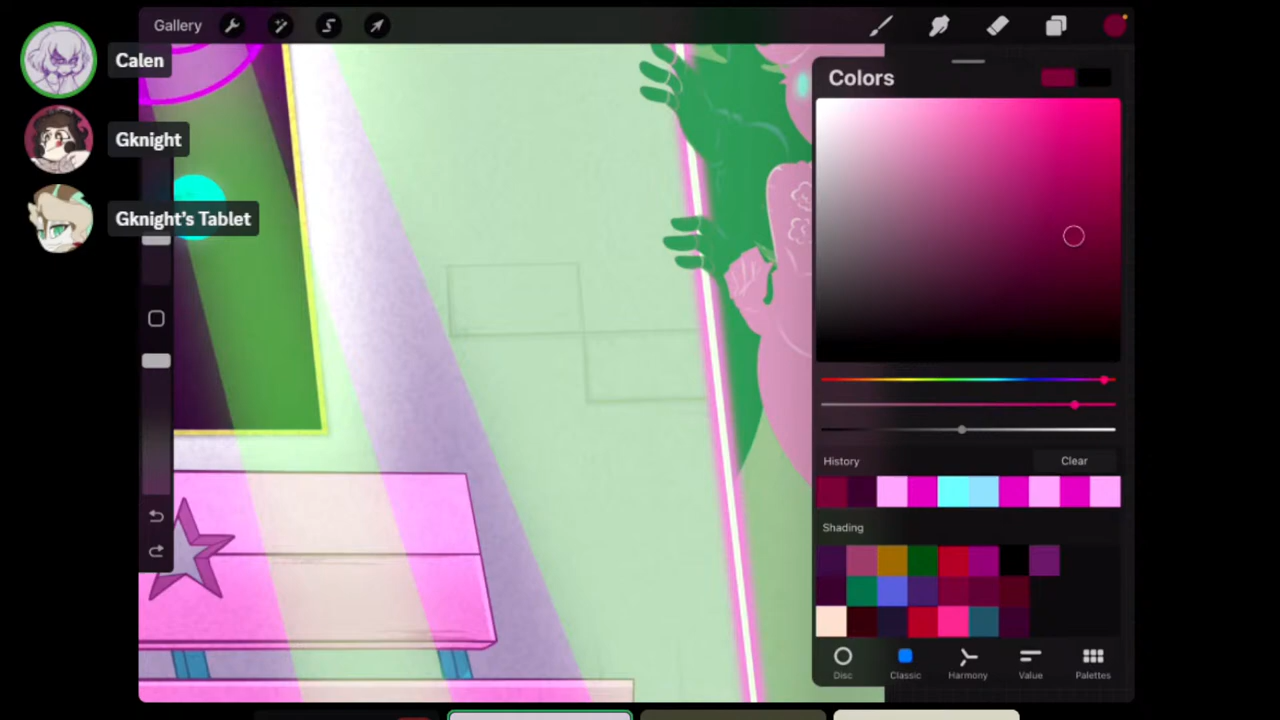 Gallery
Calen
Gknight
Gknight's Tablet
Colors
History
Clear
Shading
Disc
Classic
Harmony
Value
Palettes